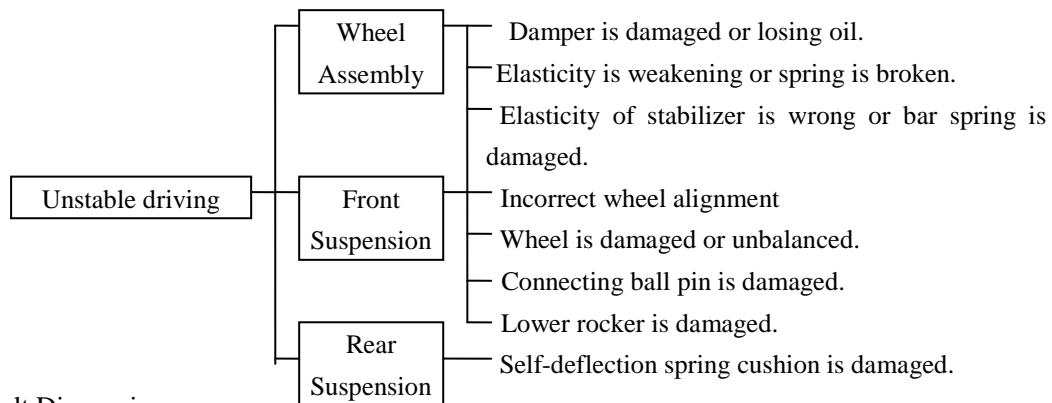 Wheel
Assembly
Damper is damaged or losing oil.
Elasticity is weakening or spring is broken.
Elasticity of stabilizer is wrong or bar spring is
damaged.
Unstable driving
Front
Suspension
Incorrect wheel alignment
Wheel is damaged or unbalanced.
Connecting ball pin is damaged.
Lower rocker is damaged.
Rear
Suspension
Self-deflection spring cushion is damaged.